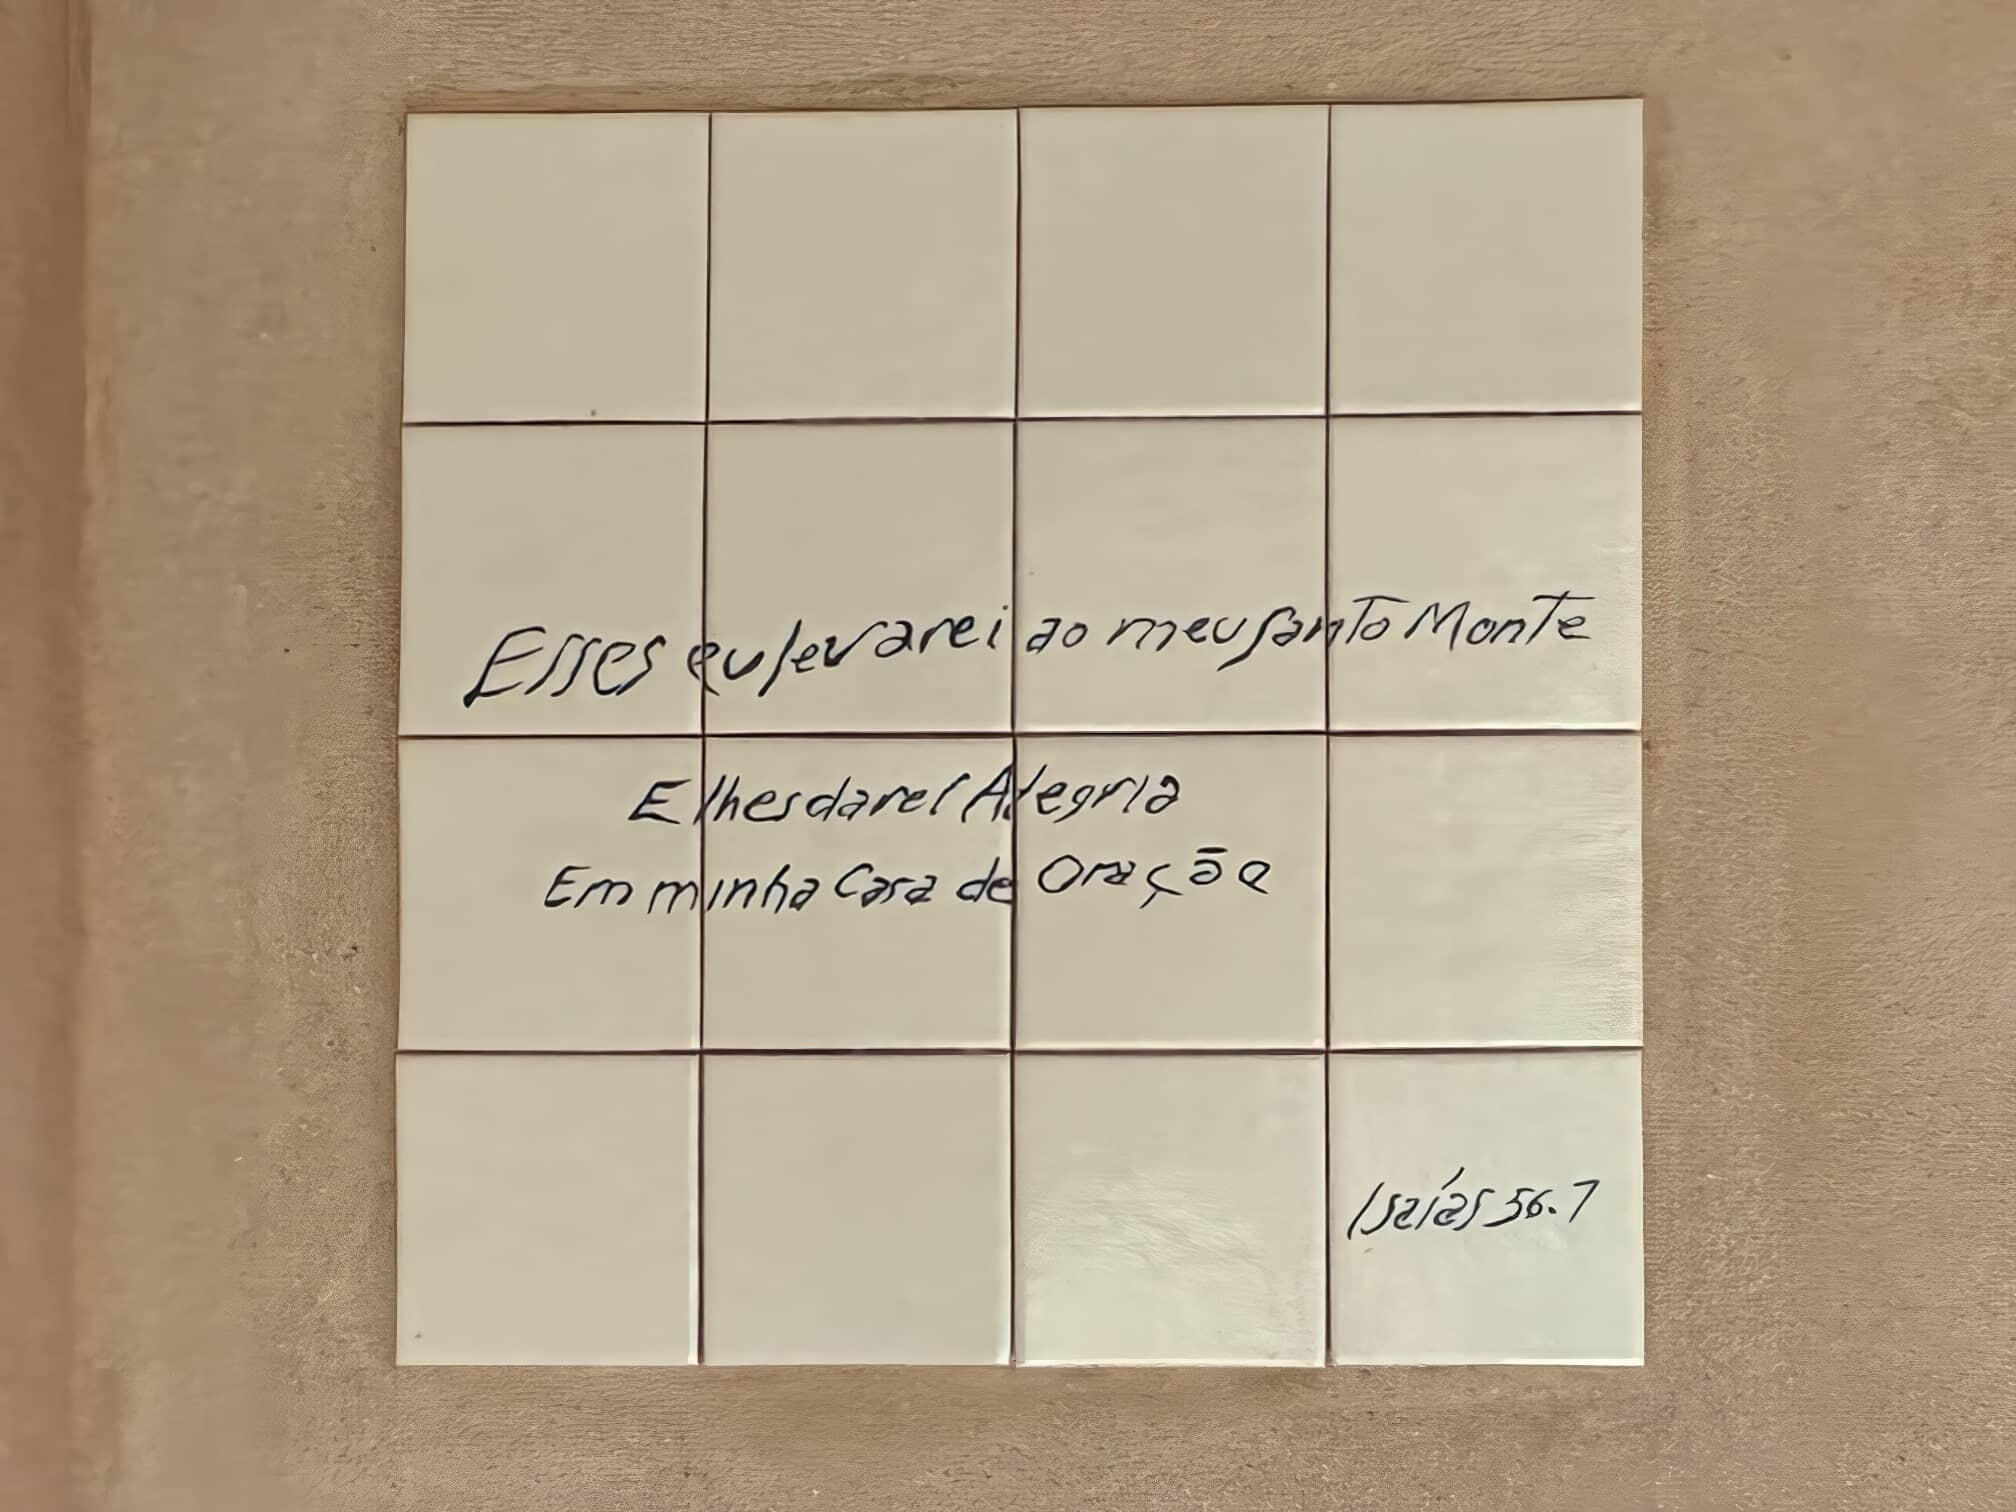 Esses eu levarei ao meu santo Monte
E lhes darei Alegria
Em minha Casa de Oração
Isaías 56.7